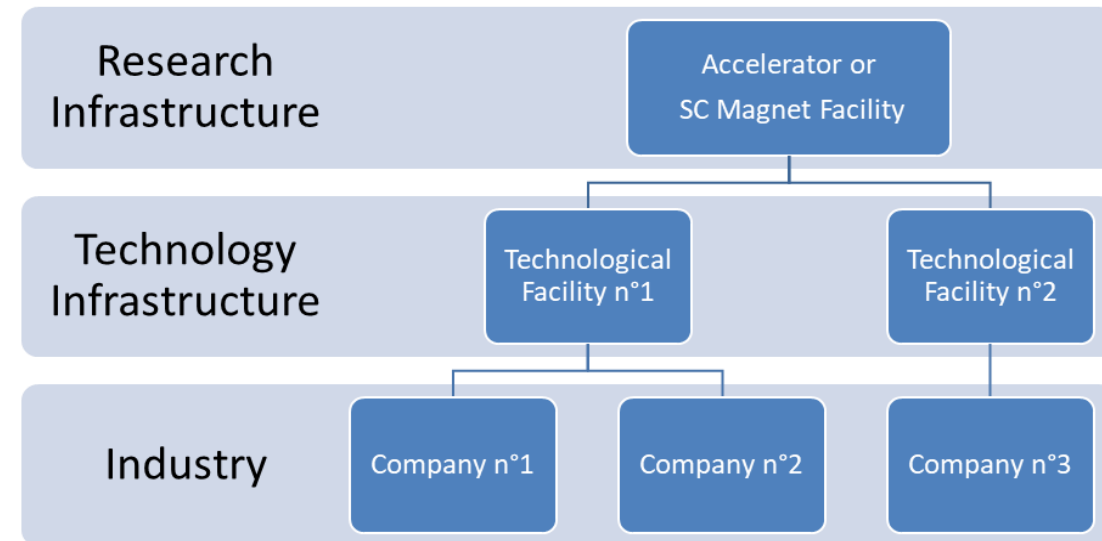 Research
Infrastructure
Accelerator or
SC Magnet Facility
Technology
Infrastructure
Technological
Facility n°1
Technological
Facility n°2
Industry
Company n°1
Company n°2
Company n°3